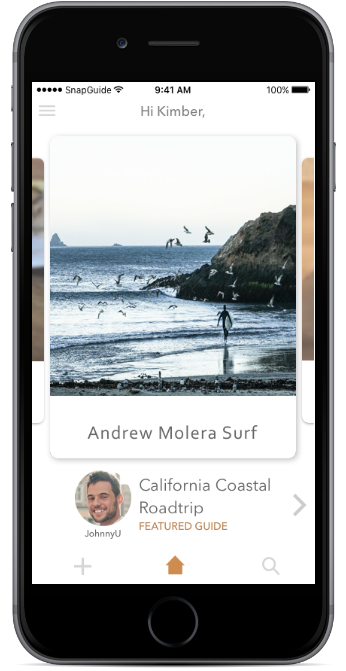 ●●●●● SnapGuide 9:41 AM 100%
Hi Kimber,
Andrew Molera Surf
California Coastal
Roadtrip
FEATURED GUIDE
JohnnyU